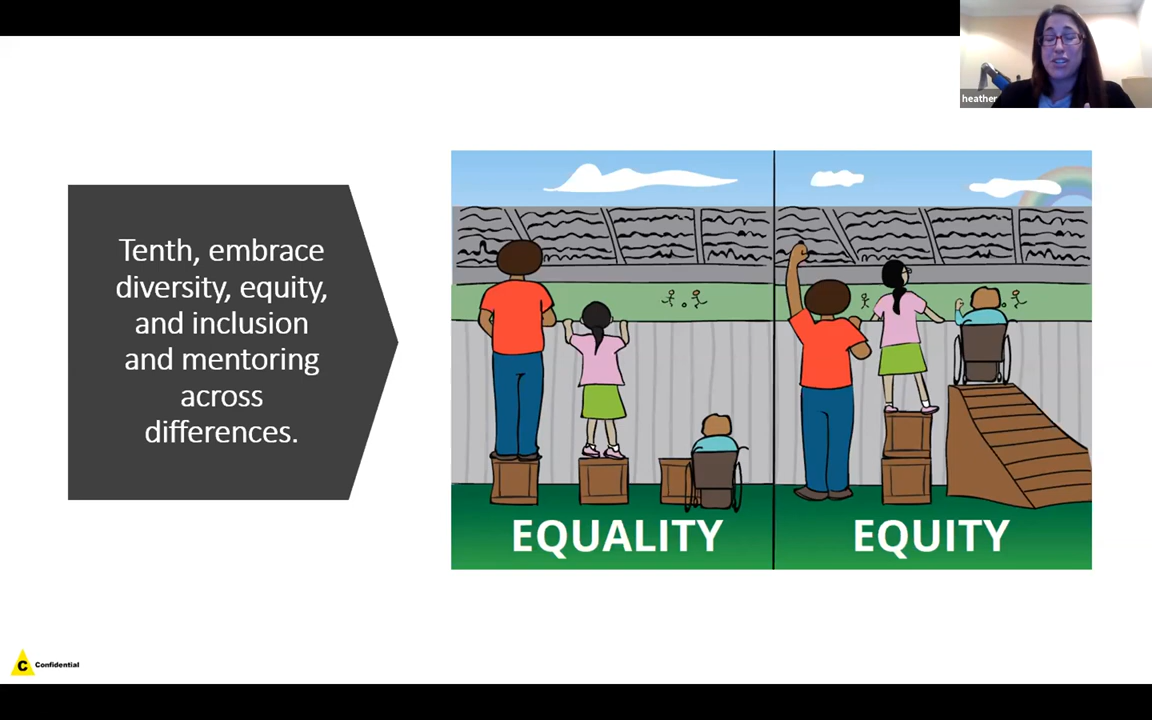 heather
Tenth, embrace
diversity, equity,
and inclusion
and mentoring
across
differences.
EQUALITY
EQUITY
C Confidential